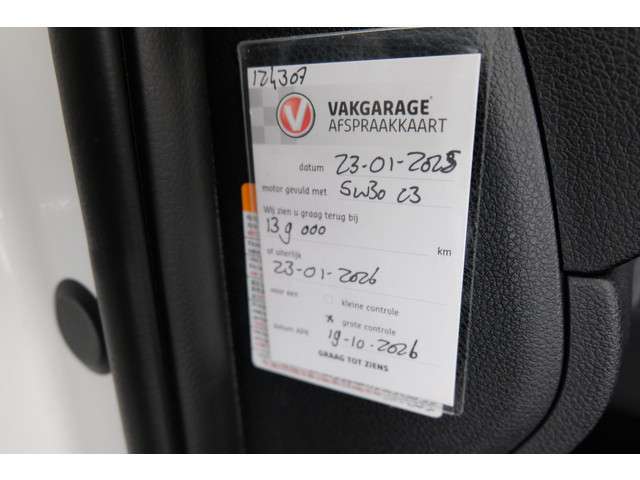 124307
V VAKGARAGE
AFSPRAAKKAART
datum 23-01-2025
motor gevuld met 5W30 C3
Wij zien u graag terug bij
139 000 km
of uiterlijk
23-01-2026
voor een kleine controle
x grote controle
datum APK 19-10-2026
GRAAG TOT ZIENS